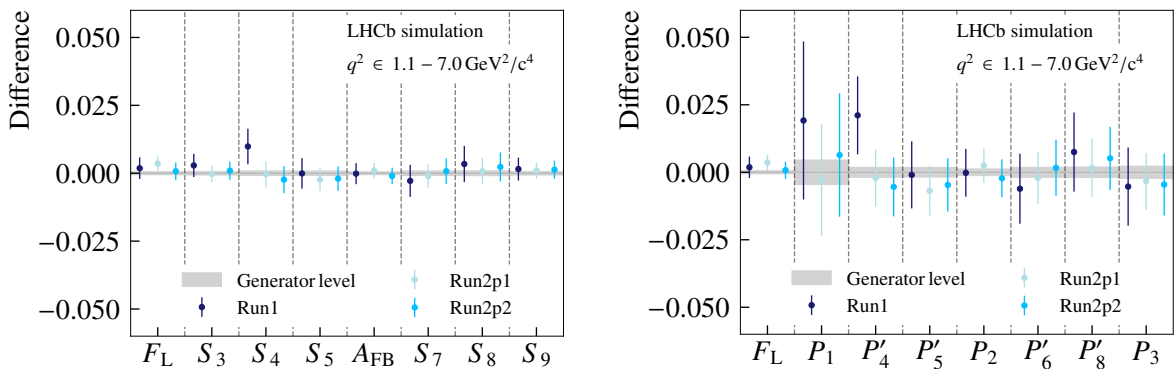 Difference
0.050
0.025
0.000
−0.025
−0.050
LHCb simulation
q² ∈ 1.1 − 7.0 GeV²/c⁴
Generator level
Run1
Run2p1
Run2p2
F_L S_3 S_4 S_5 A_FB S_7 S_8 S_9
Difference
0.050
0.025
0.000
−0.025
−0.050
LHCb simulation
q² ∈ 1.1 − 7.0 GeV²/c⁴
Generator level
Run1
Run2p1
Run2p2
F_L P_1 P′_4 P′_5 P_2 P′_6 P′_8 P_3